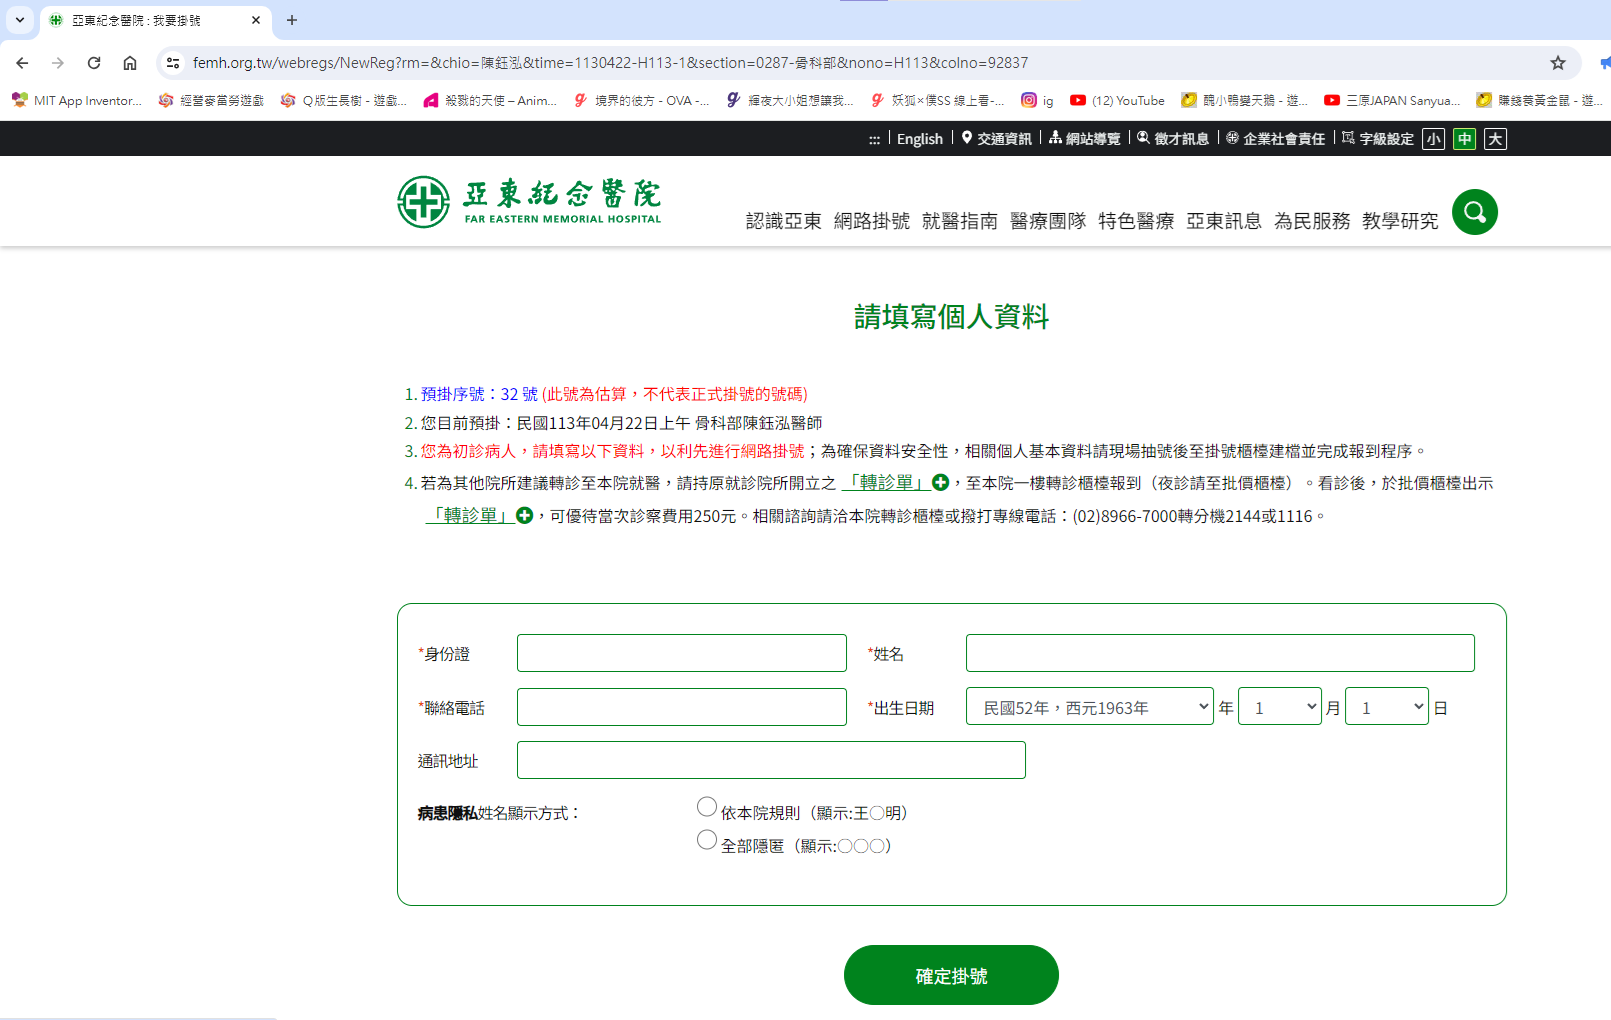 亞東紀念醫院 : 我要掛號
femh.org.tw/webregs/NewReg?rm=&chio=陳鈺泓&time=1130422-H113-1&section=0287-骨科部&nono=H113&colno=92837
MIT App Inventor...
經營麥當勞遊戲
Q版生長樹 - 遊戲...
殺戮的天使 – Anim...
境界的彼方 - OVA -...
輝夜大小姐想讓我...
妖狐×僕SS 線上看-...
ig
(12) YouTube
醜小鴨變天鵝 - 遊...
三原JAPAN Sanyua...
賺錢養黃金鼠 - 遊...
::: | English | 交通資訊 | 網站導覽 | 徵才訊息 | 企業社會責任 | 字級設定 小 中 大
亞東紀念醫院
FAR EASTERN MEMORIAL HOSPITAL
認識亞東 網路掛號 就醫指南 醫療團隊 特色醫療 亞東訊息 為民服務 教學研究
請填寫個人資料
1. 預掛序號：32 號 (此號為估算，不代表正式掛號的號碼)
2. 您目前預掛：民國113年04月22日上午 骨科部陳鈺泓醫師
3. 您為初診病人，請填寫以下資料，以利先進行網路掛號；為確保資料安全性，相關個人基本資料請現場抽號後至掛號櫃檯建檔並完成報到程序。
4. 若為其他院所建議轉診至本院就醫，請持原就診院所開立之 「轉診單」，至本院一樓轉診櫃檯報到（夜診請至批價櫃檯）。看診後，於批價櫃檯出示
「轉診單」，可優待當次診察費用250元。相關諮詢請洽本院轉診櫃檯或撥打專線電話：(02)8966-7000轉分機2144或1116。
*身份證
*姓名
*聯絡電話
*出生日期 民國52年，西元1963年 年 1 月 1 日
通訊地址
病患隱私姓名顯示方式：
依本院規則（顯示:王〇明）
全部隱匿（顯示:〇〇〇）
確定掛號